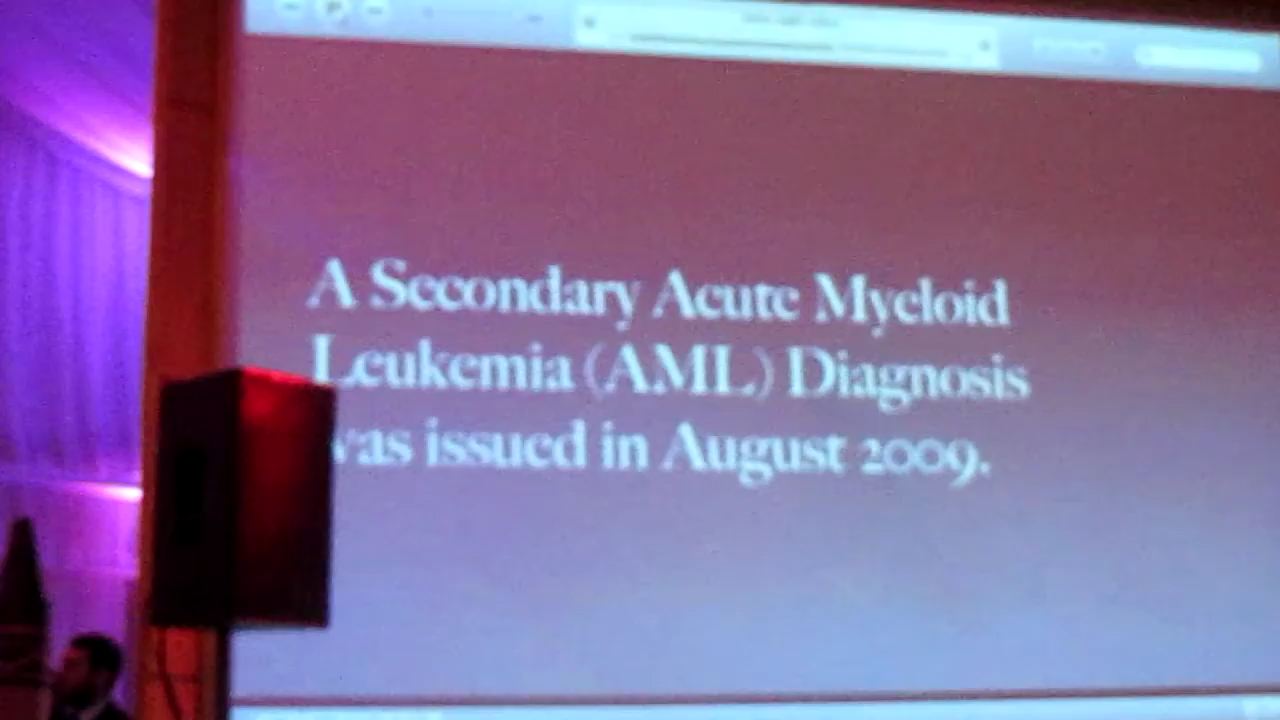 A Secondary Acute Myeloid
Leukemia (AML) Diagnosis
was issued in August 2009.